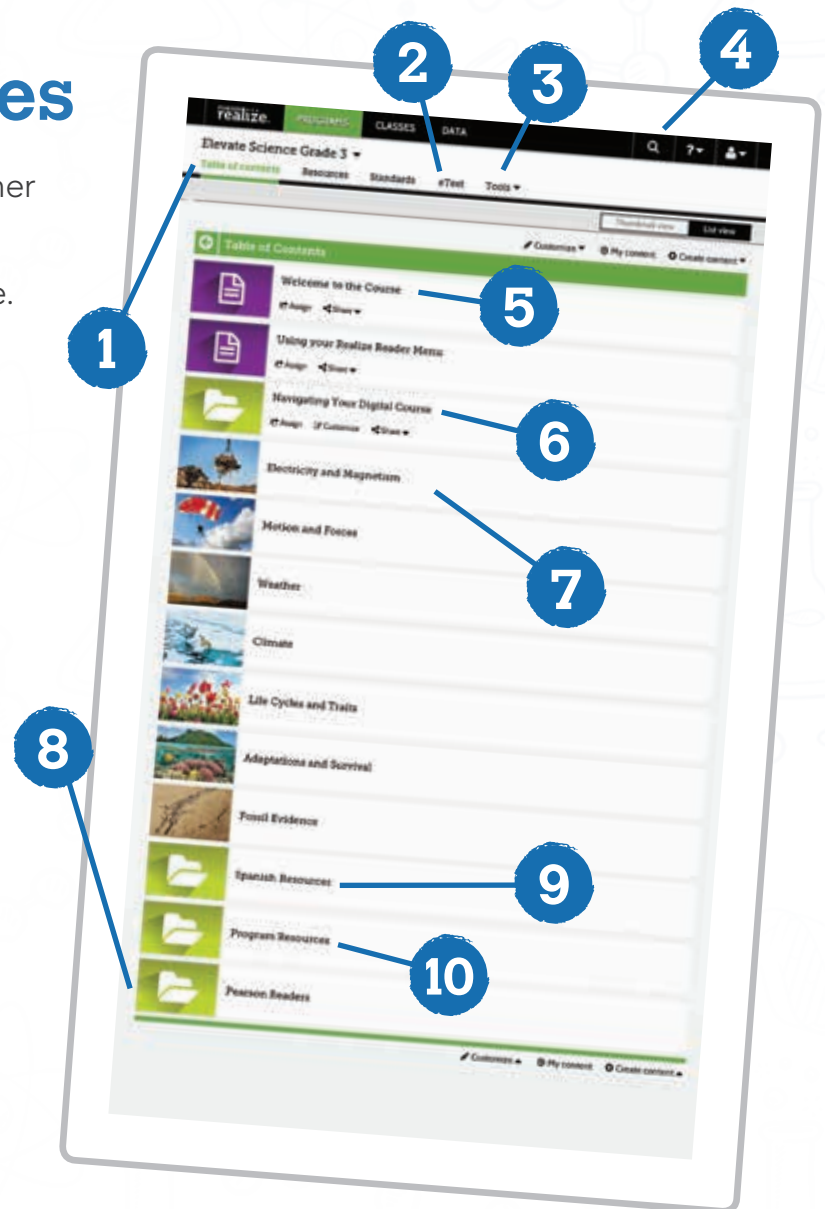 es
ner
e.
1
2
3
4
realize.
PROGRAMS
CLASSES
DATA
?
Elevate Science Grade 3
Table of contents
Resources
Standards
eText
Tools
Thumbnail view
List view
Table of Contents
Customize
My content
Create content
Welcome to the Course
Assign Share
5
Using your Realize Reader Menu
Assign Share
Navigating Your Digital Course
Assign Customize Share
6
Electricity and Magnetism
7
Motion and Forces
Weather
Climate
Life Cycles and Traits
8
Adaptations and Survival
Fossil Evidence
Spanish Resources
9
Program Resources
10
Pearson Readers
Customize
My content
Create content